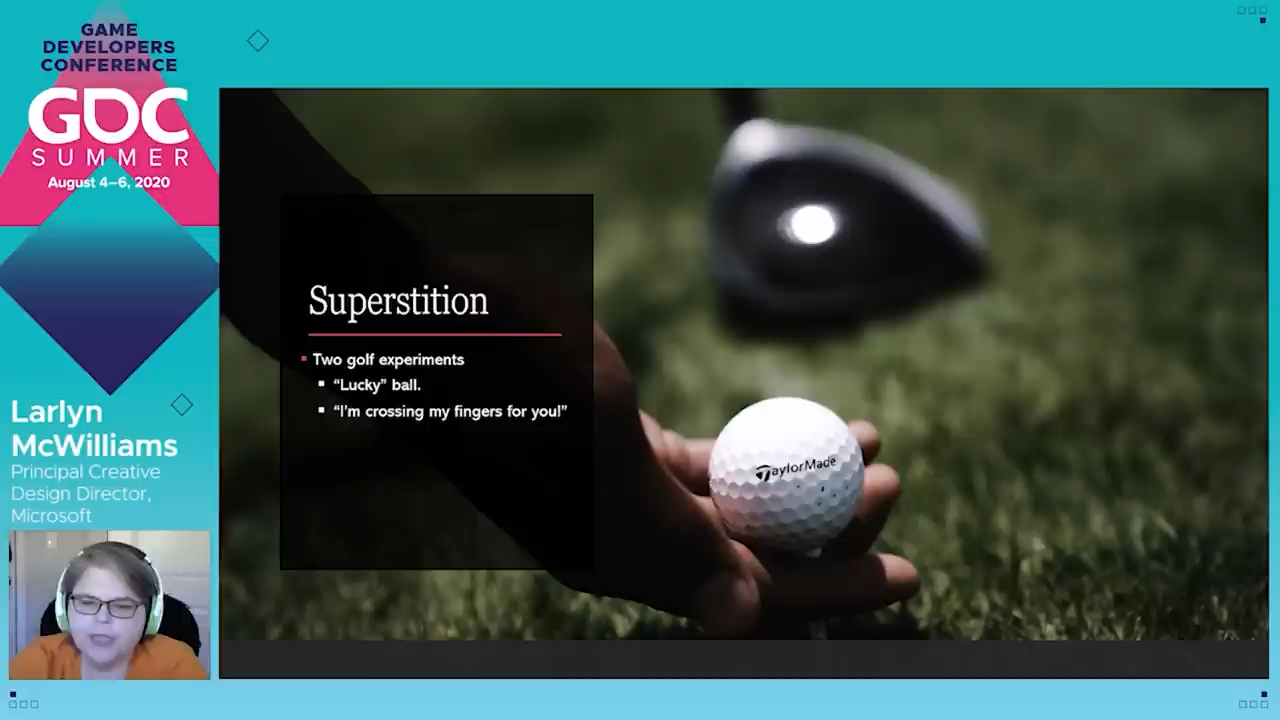 GAME
DEVELOPERS
CONFERENCE
GDC
SUMMER
August 4–6, 2020
Larlyn
McWilliams
Principal Creative
Design Director,
Microsoft
Superstition
Two golf experiments
“Lucky” ball.
“I’m crossing my fingers for you!”
TaylorMade